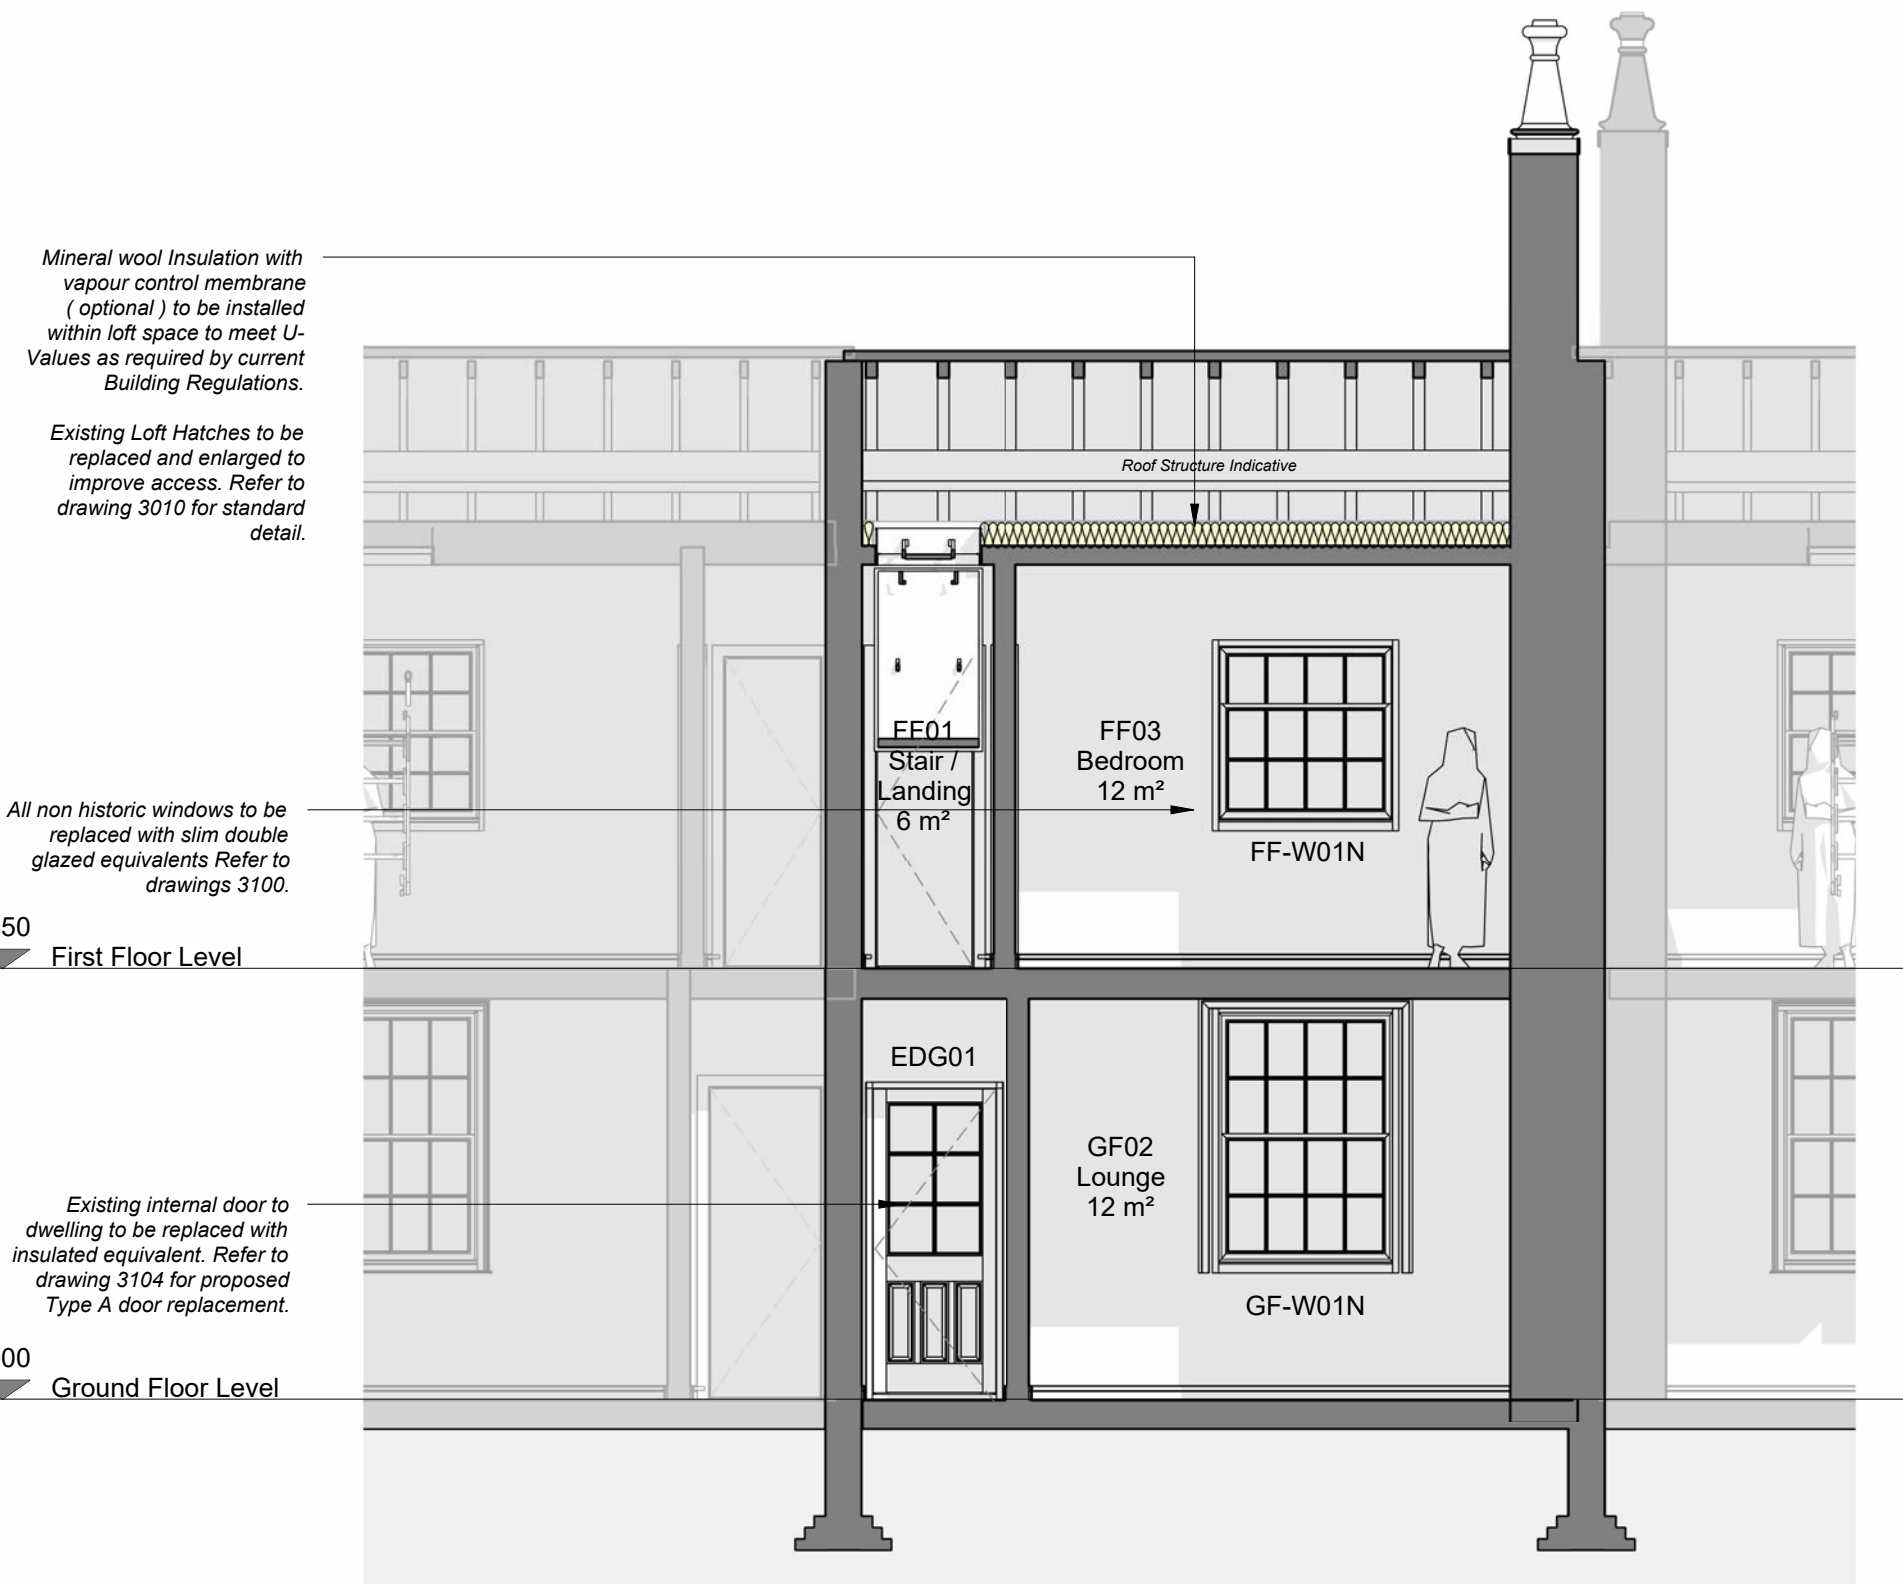 Mineral wool Insulation with
vapour control membrane
( optional ) to be installed
within loft space to meet U-
Values as required by current
Building Regulations.
Existing Loft Hatches to be
replaced and enlarged to
improve access. Refer to
drawing 3010 for standard
detail.
Roof Structure Indicative
FF01
Stair /
Landing
6 m²
FF03
Bedroom
12 m²
FF-W01N
All non historic windows to be
replaced with slim double
glazed equivalents Refer to
drawings 3100.
50
First Floor Level
EDG01
GF02
Lounge
12 m²
GF-W01N
Existing internal door to
dwelling to be replaced with
insulated equivalent. Refer to
drawing 3104 for proposed
Type A door replacement.
00
Ground Floor Level